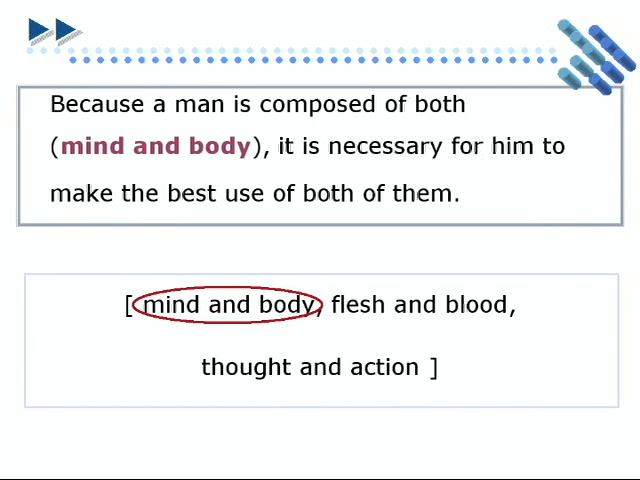 Because a man is composed of both
(mind and body), it is necessary for him to
make the best use of both of them.
[ mind and body, flesh and blood,
thought and action ]